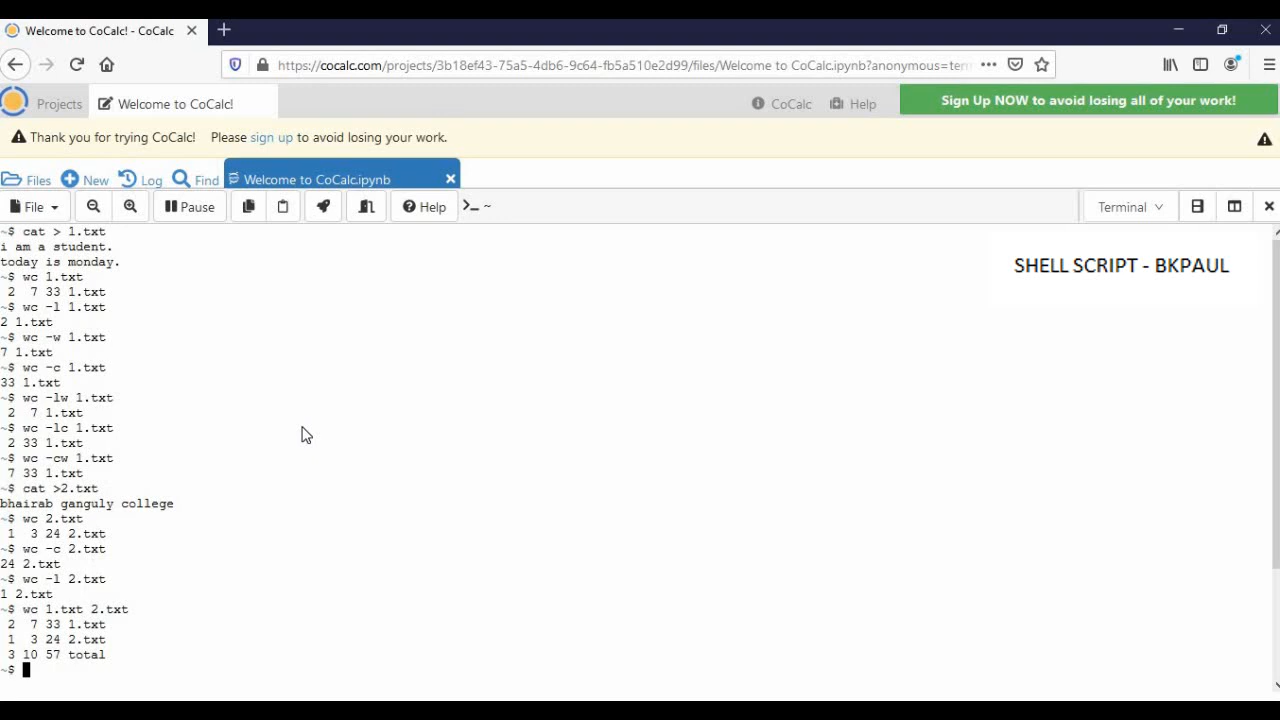 Welcome to CoCalc! - CoCalc
https://cocalc.com/projects/3b18ef43-75a5-4db6-9c64-fb5a510e2d99/files/Welcome to CoCalc.ipynb?anonymous=terr
Projects
Welcome to CoCalc!
CoCalc
Help
Sign Up NOW to avoid losing all of your work!
Thank you for trying CoCalc! Please sign up to avoid losing your work.
Files
New
Log
Find
Welcome to CoCalc.ipynb
File
Pause
Help
>_ ~
Terminal
SHELL SCRIPT - BKPAUL
~$ cat > 1.txt
i am a student.
today is monday.
~$ wc 1.txt
2 7 33 1.txt
~$ wc -l 1.txt
2 1.txt
~$ wc -w 1.txt
7 1.txt
~$ wc -c 1.txt
33 1.txt
~$ wc -lw 1.txt
2 7 1.txt
~$ wc -lc 1.txt
2 33 1.txt
~$ wc -cw 1.txt
7 33 1.txt
~$ cat >2.txt
bhairab ganguly college
~$ wc 2.txt
1 3 24 2.txt
~$ wc -c 2.txt
24 2.txt
~$ wc -l 2.txt
1 2.txt
~$ wc 1.txt 2.txt
2 7 33 1.txt
1 3 24 2.txt
3 10 57 total
~$